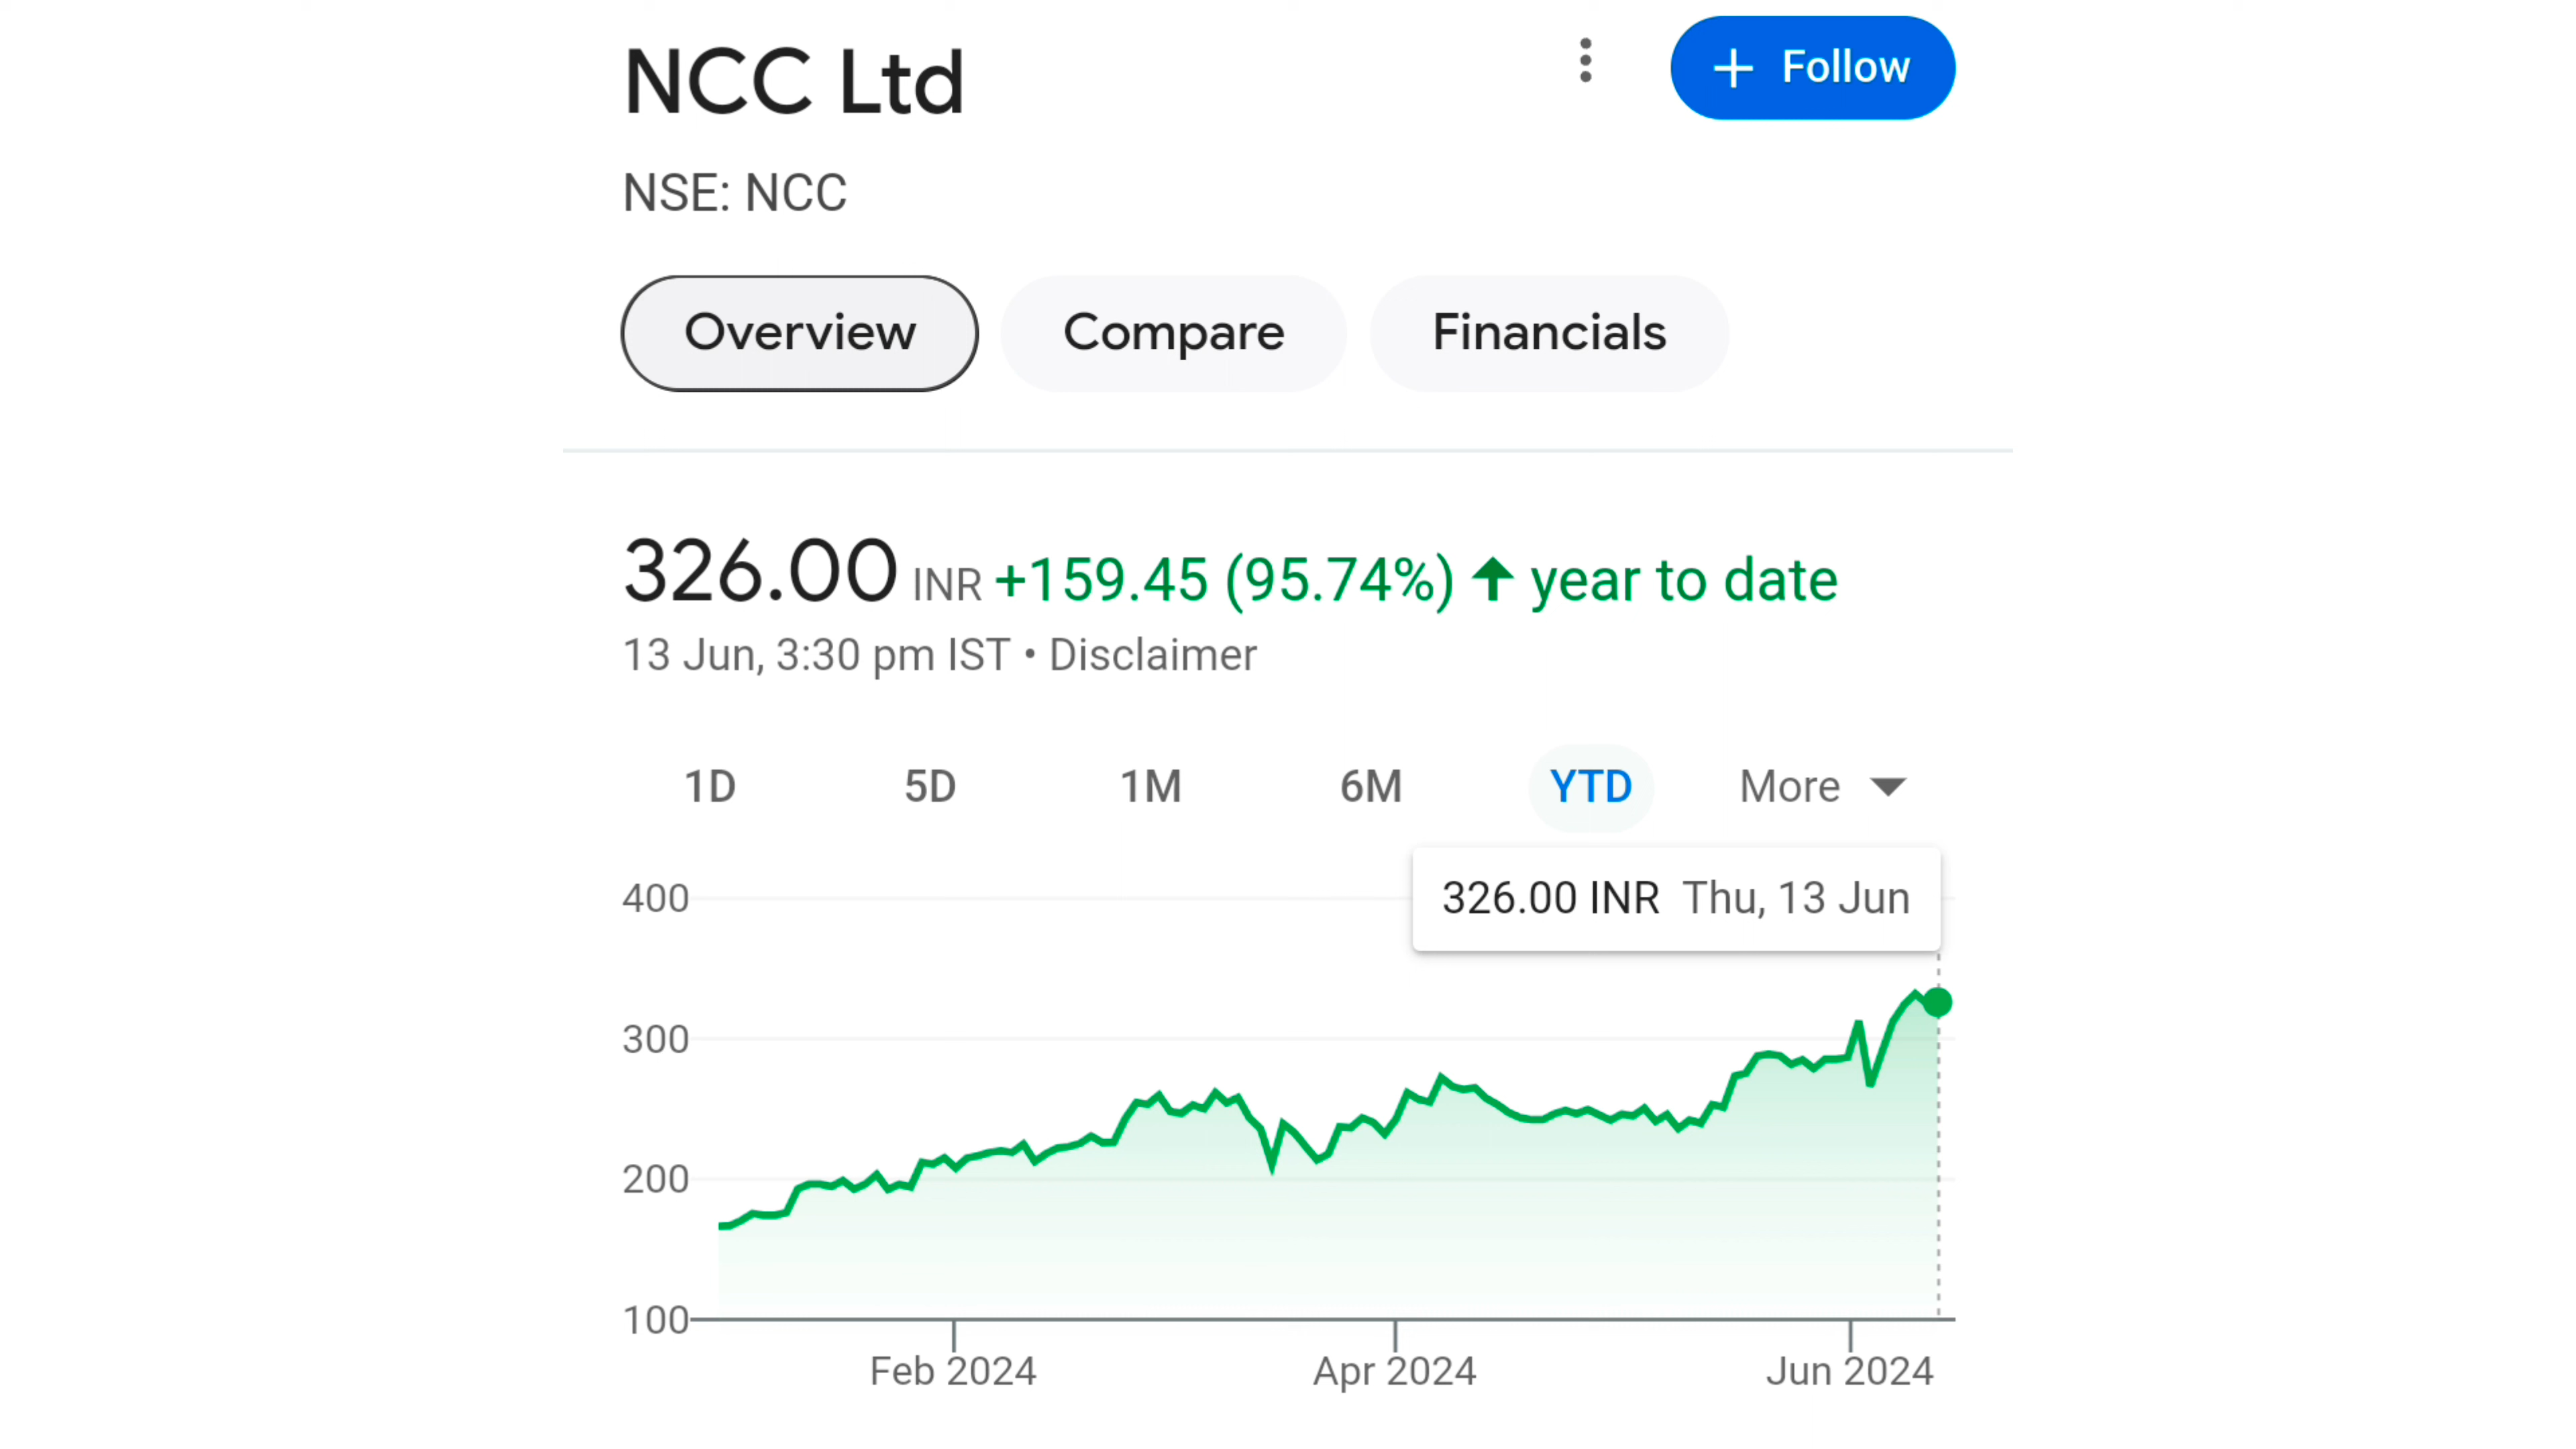 NCC Ltd
+ Follow
NSE: NCC
Overview Compare Financials
326.00 INR +159.45 (95.74%) ↑ year to date
13 Jun, 3:30 pm IST • Disclaimer
1D 5D 1M 6M YTD More
326.00 INR Thu, 13 Jun
400
300
200
100
Feb 2024 Apr 2024 Jun 2024